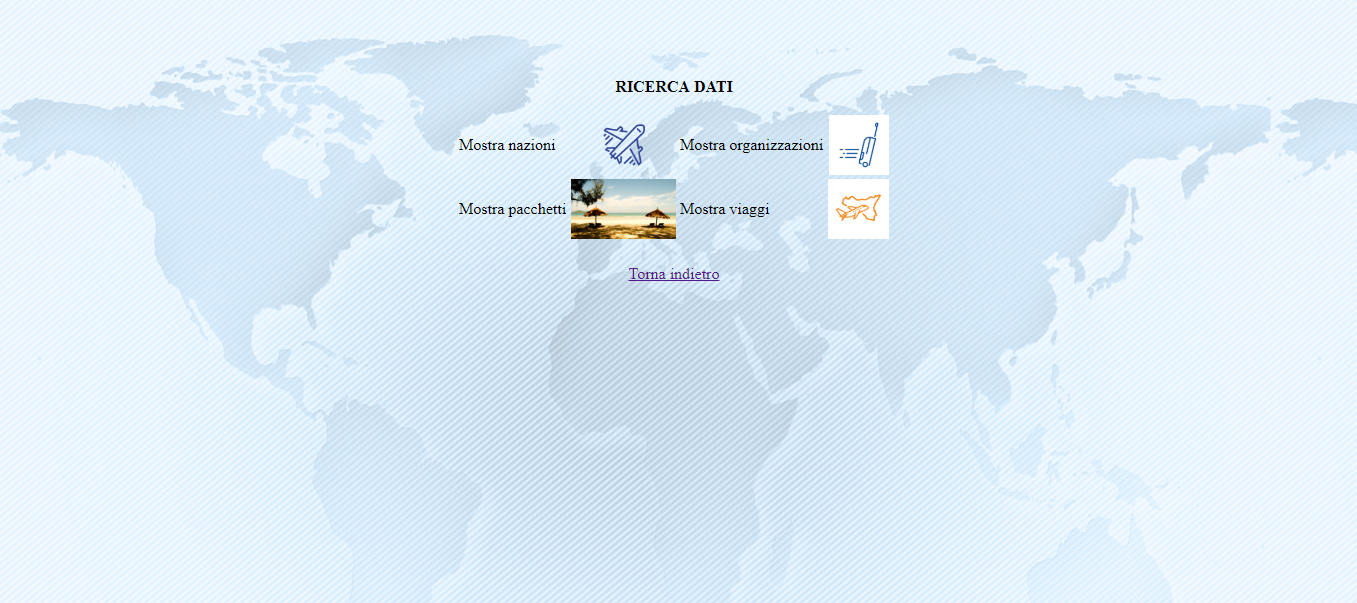 RICERCA DATI
Mostra nazioni Mostra organizzazioni
Mostra pacchetti Mostra viaggi
Torna indietro